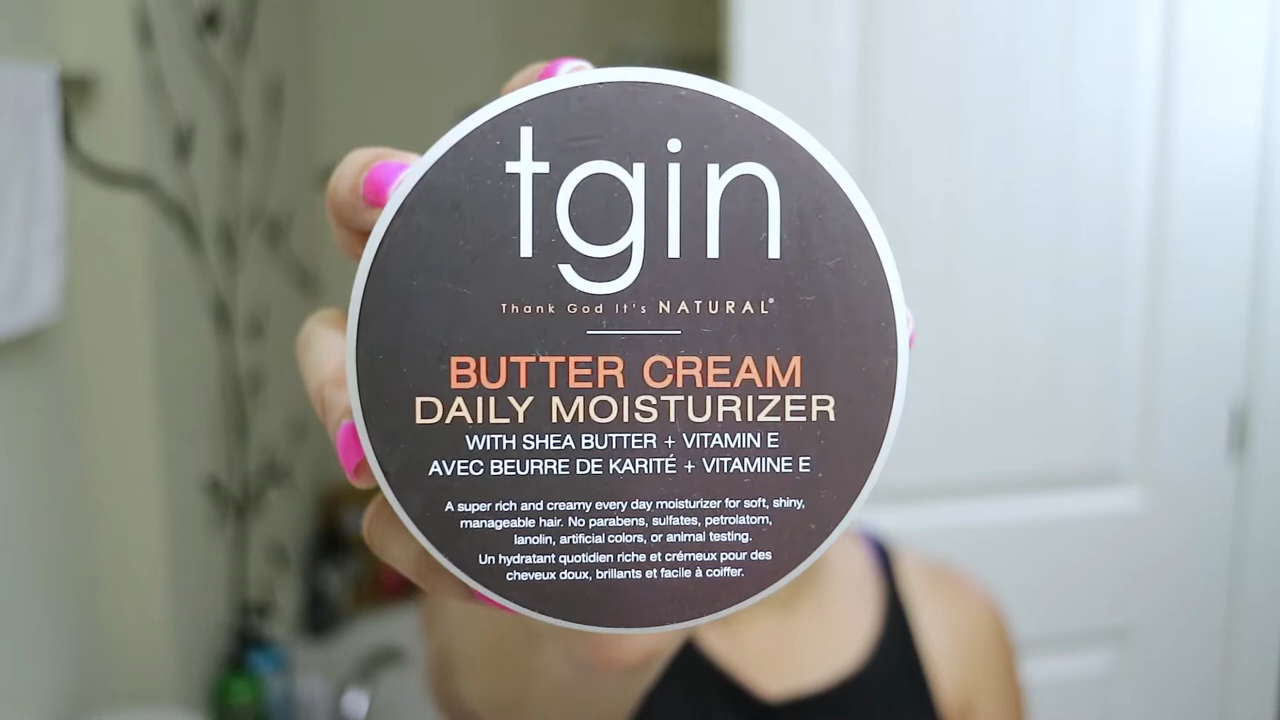 tgin
Thank God It's NATURAL®
BUTTER CREAM
DAILY MOISTURIZER
WITH SHEA BUTTER + VITAMIN E
AVEC BEURRE DE KARITÉ + VITAMINE E
A super rich and creamy every day moisturizer for soft, shiny,
manageable hair. No parabens, sulfates, petrolatom,
lanolin, artificial colors, or animal testing.
Un hydratant quotidien riche et crémeux pour des
cheveux doux, brillants et facile à coiffer.